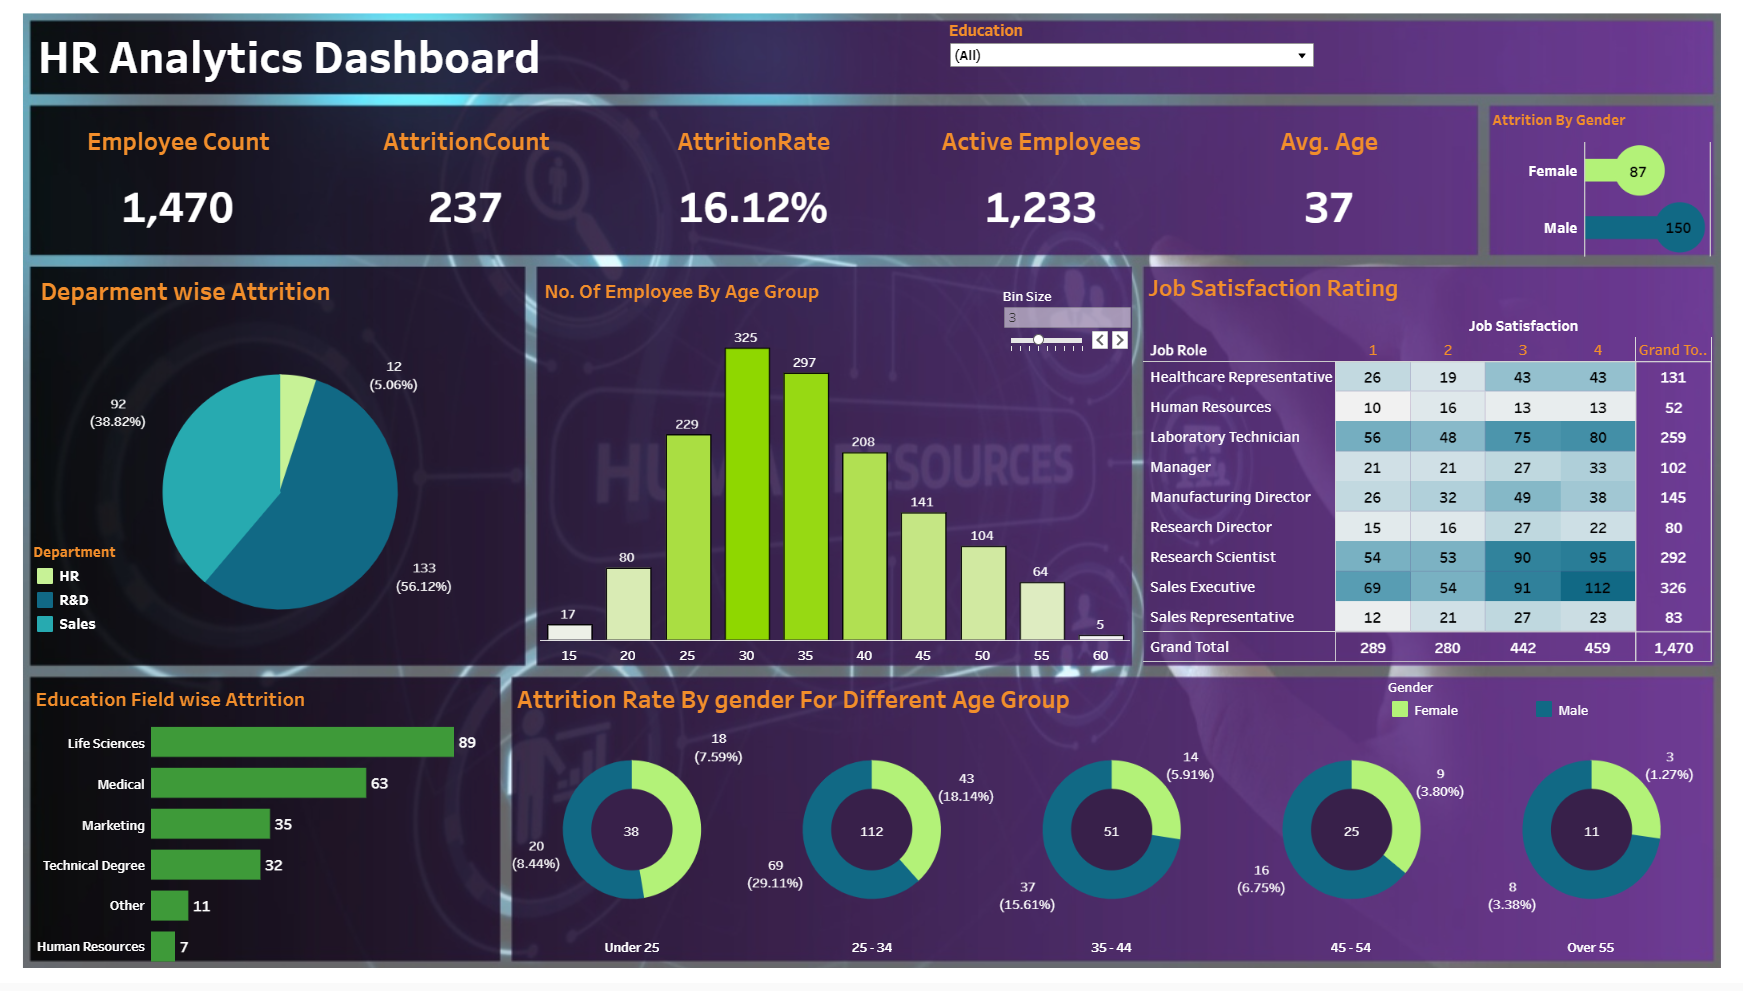 HR Analytics Dashboard
Education
(All)
Employee Count
AttritionCount
AttritionRate
Active Employees
Avg. Age
1,470
237
16.12%
1,233
37
Attrition By Gender
Female 87
Male 150
Deparment wise Attrition
12
(5.06%)
92
(38.82%)
133
(56.12%)
Department
HR
R&D
Sales
No. Of Employee By Age Group
Bin Size
3
17
80
229
325
297
208
141
104
64
5
15 20 25 30 35 40 45 50 55 60
Job Satisfaction Rating
Job Satisfaction
Job Role 1 2 3 4 Grand To..
Healthcare Representative 26 19 43 43 131
Human Resources 10 16 13 13 52
Laboratory Technician 56 48 75 80 259
Manager 21 21 27 33 102
Manufacturing Director 26 32 49 38 145
Research Director 15 16 27 22 80
Research Scientist 54 53 90 95 292
Sales Executive 69 54 91 112 326
Sales Representative 12 21 27 23 83
Grand Total 289 280 442 459 1,470
Education Field wise Attrition
Life Sciences 89
Medical 63
Marketing 35
Technical Degree 32
Other 11
Human Resources 7
Attrition Rate By gender For Different Age Group
Gender
Female
Male
18
(7.59%)
38
20
(8.44%)
Under 25
43
(18.14%)
112
69
(29.11%)
25 - 34
14
(5.91%)
51
37
(15.61%)
35 - 44
9
(3.80%)
25
16
(6.75%)
45 - 54
3
(1.27%)
11
8
(3.38%)
Over 55